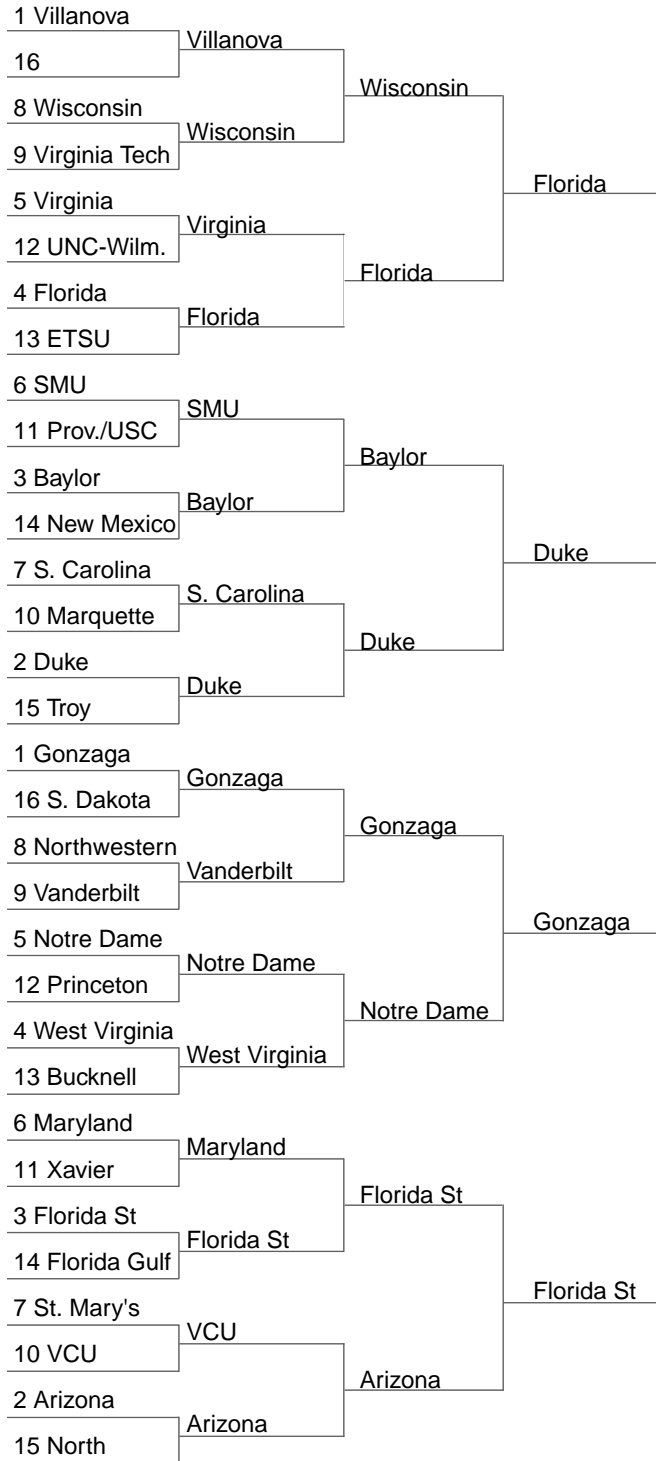 1 Villanova
16
8 Wisconsin
9 Virginia Tech
5 Virginia
12 UNC-Wilm.
4 Florida
13 ETSU
6 SMU
11 Prov./USC
3 Baylor
14 New Mexico
7 S. Carolina
10 Marquette
2 Duke
15 Troy
1 Gonzaga
16 S. Dakota
8 Northwestern
9 Vanderbilt
5 Notre Dame
12 Princeton
4 West Virginia
13 Bucknell
6 Maryland
11 Xavier
3 Florida St
14 Florida Gulf
7 St. Mary's
10 VCU
2 Arizona
15 North
Villanova
Wisconsin
Virginia
Florida
SMU
Baylor
S. Carolina
Duke
Gonzaga
Vanderbilt
Notre Dame
West Virginia
Maryland
Florida St
VCU
Arizona
Wisconsin
Florida
Baylor
Duke
Gonzaga
Notre Dame
Florida St
Arizona
Florida
Duke
Gonzaga
Florida St